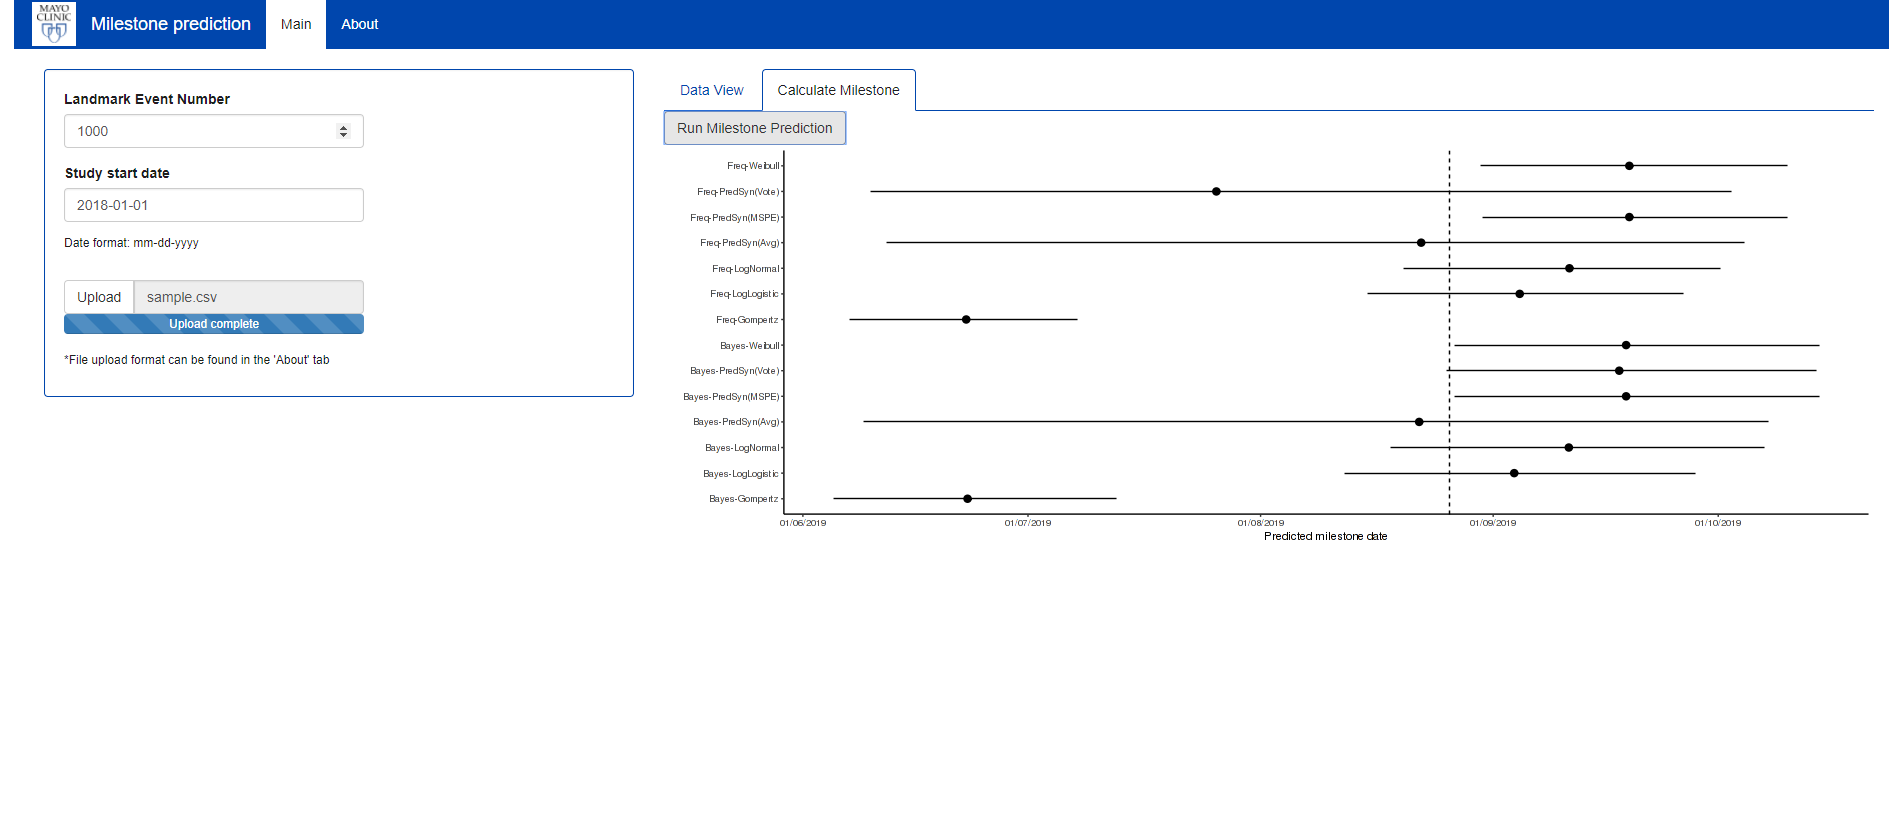 MAYO
CLINIC
Milestone prediction
Main
About
Landmark Event Number
1000
Study start date
2018-01-01
Date format: mm-dd-yyyy
Upload
sample.csv
Upload complete
*File upload format can be found in the 'About' tab
Data View
Calculate Milestone
Run Milestone Prediction
Freq-Weibull
Freq-PredSyn(Vote)
Freq-PredSyn(MSPE)
Freq-PredSyn(Avg)
Freq-LogNormal
Freq-LogLogistic
Freq-Gompertz
Bayes-Weibull
Bayes-PredSyn(Vote)
Bayes-PredSyn(MSPE)
Bayes-PredSyn(Avg)
Bayes-LogNormal
Bayes-LogLogistic
Bayes-Gompertz
01/06/2019
01/07/2019
01/08/2019
01/09/2019
01/10/2019
Predicted milestone date